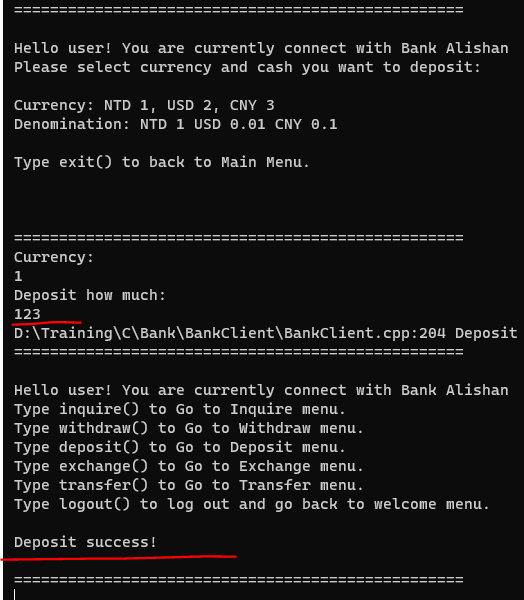 ==================================================
Hello user! You are currently connect with Bank Alishan
Please select currency and cash you want to deposit:
Currency: NTD 1, USD 2, CNY 3
Denomination: NTD 1 USD 0.01 CNY 0.1
Type exit() to back to Main Menu.
==================================================
Currency:
1
Deposit how much:
123
D:\Training\C\Bank\BankClient\BankClient.cpp:204 Deposit
==================================================
Hello user! You are currently connect with Bank Alishan
Type inquire() to Go to Inquire menu.
Type withdraw() to Go to Withdraw menu.
Type deposit() to Go to Deposit menu.
Type exchange() to Go to Exchange menu.
Type transfer() to Go to Transfer menu.
Type logout() to log out and go back to welcome menu.
Deposit success!
==================================================